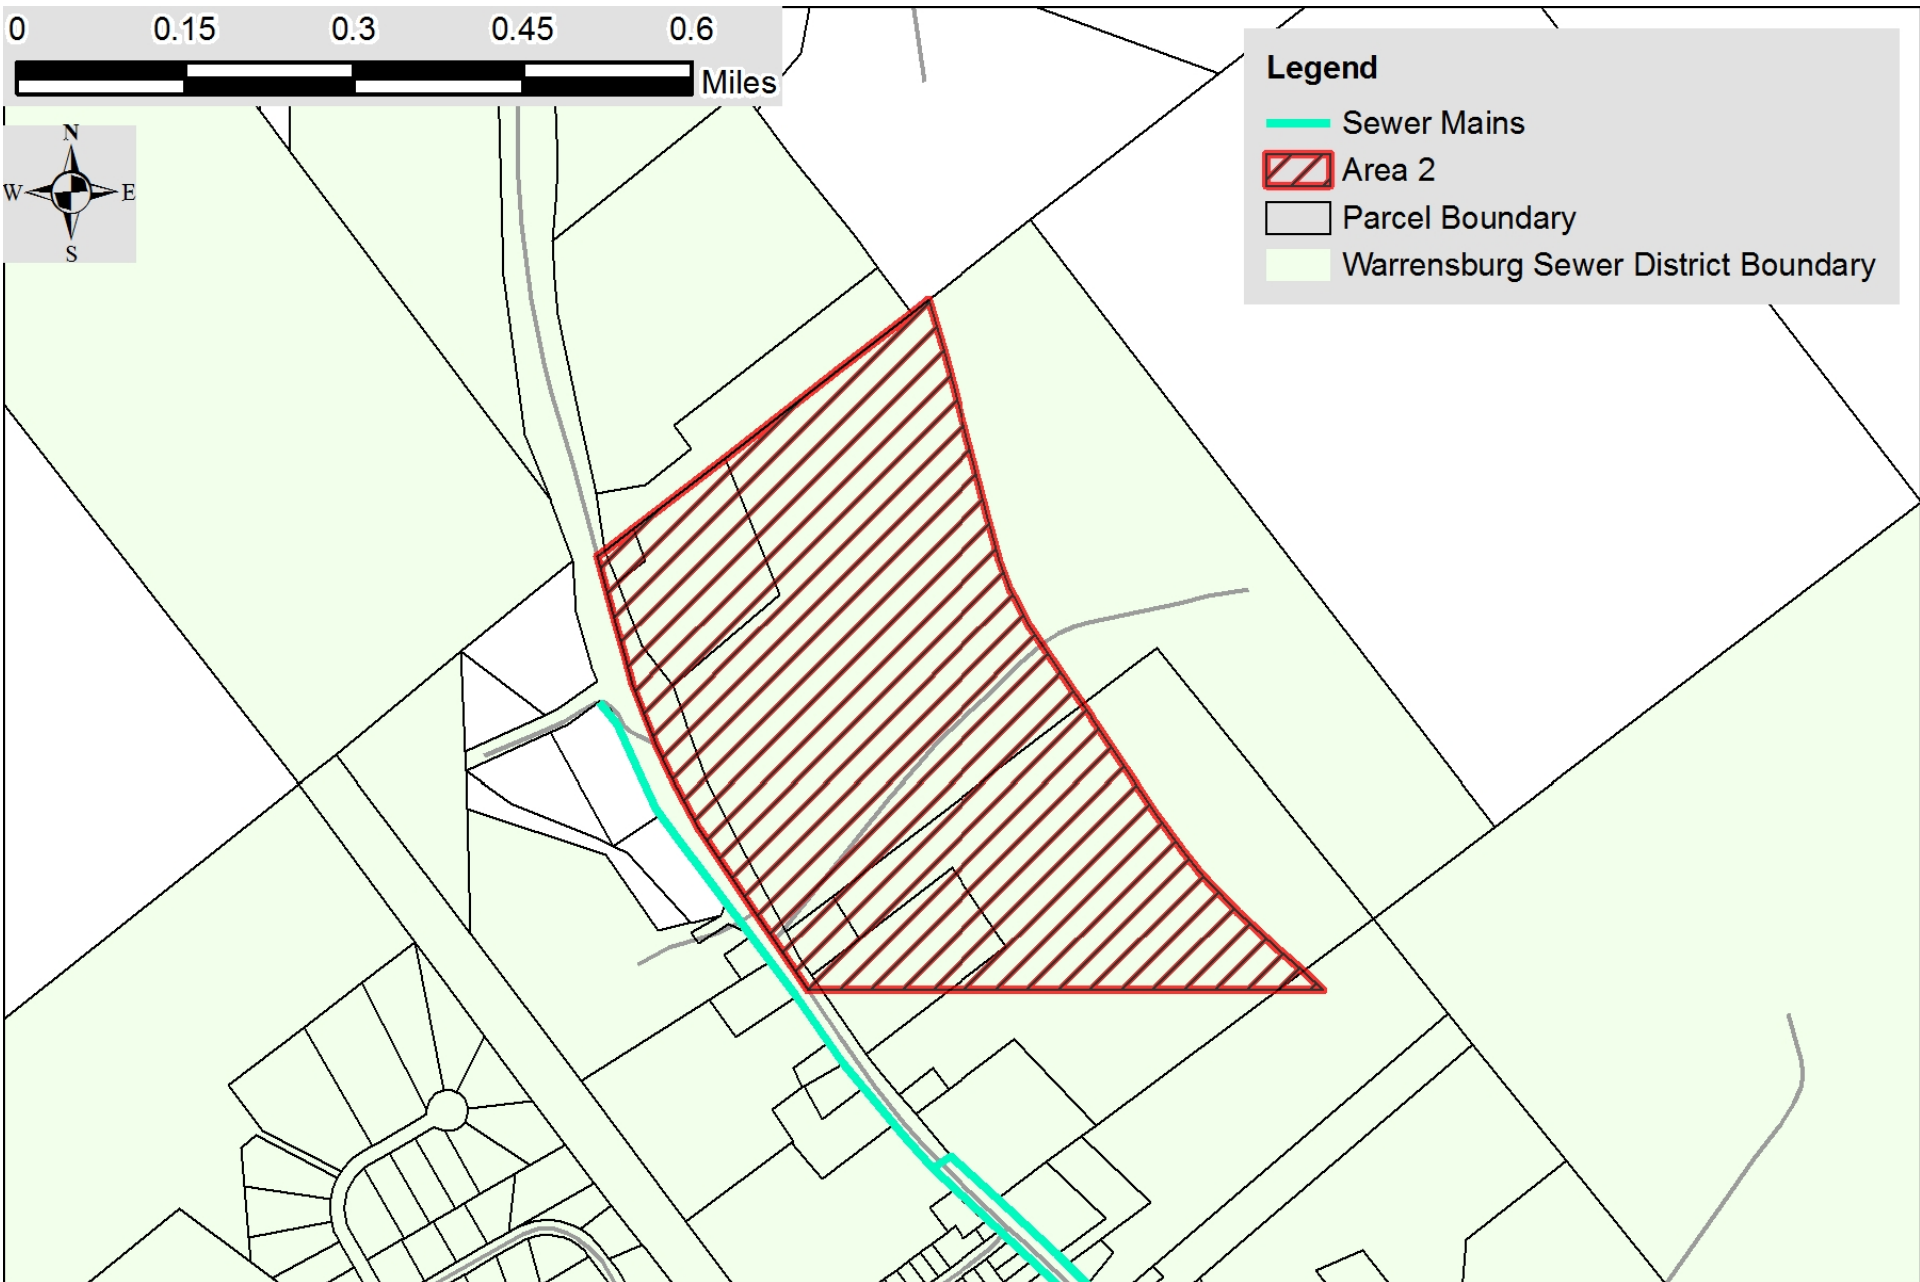 0 0.15 0.3 0.45 0.6
Miles
N
W E
S
Legend
Sewer Mains
Area 2
Parcel Boundary
Warrensburg Sewer District Boundary